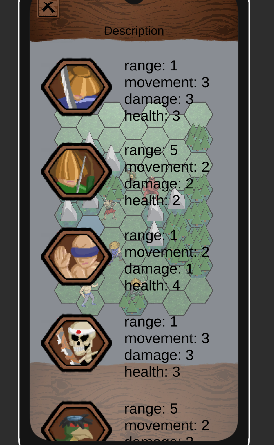 Description
range: 1
movement: 3
damage: 3
health: 3
range: 5
movement: 2
damage: 2
health: 2
range: 1
movement: 2
damage: 1
health: 4
range: 1
movement: 3
damage: 3
health: 3
range: 5
movement: 2